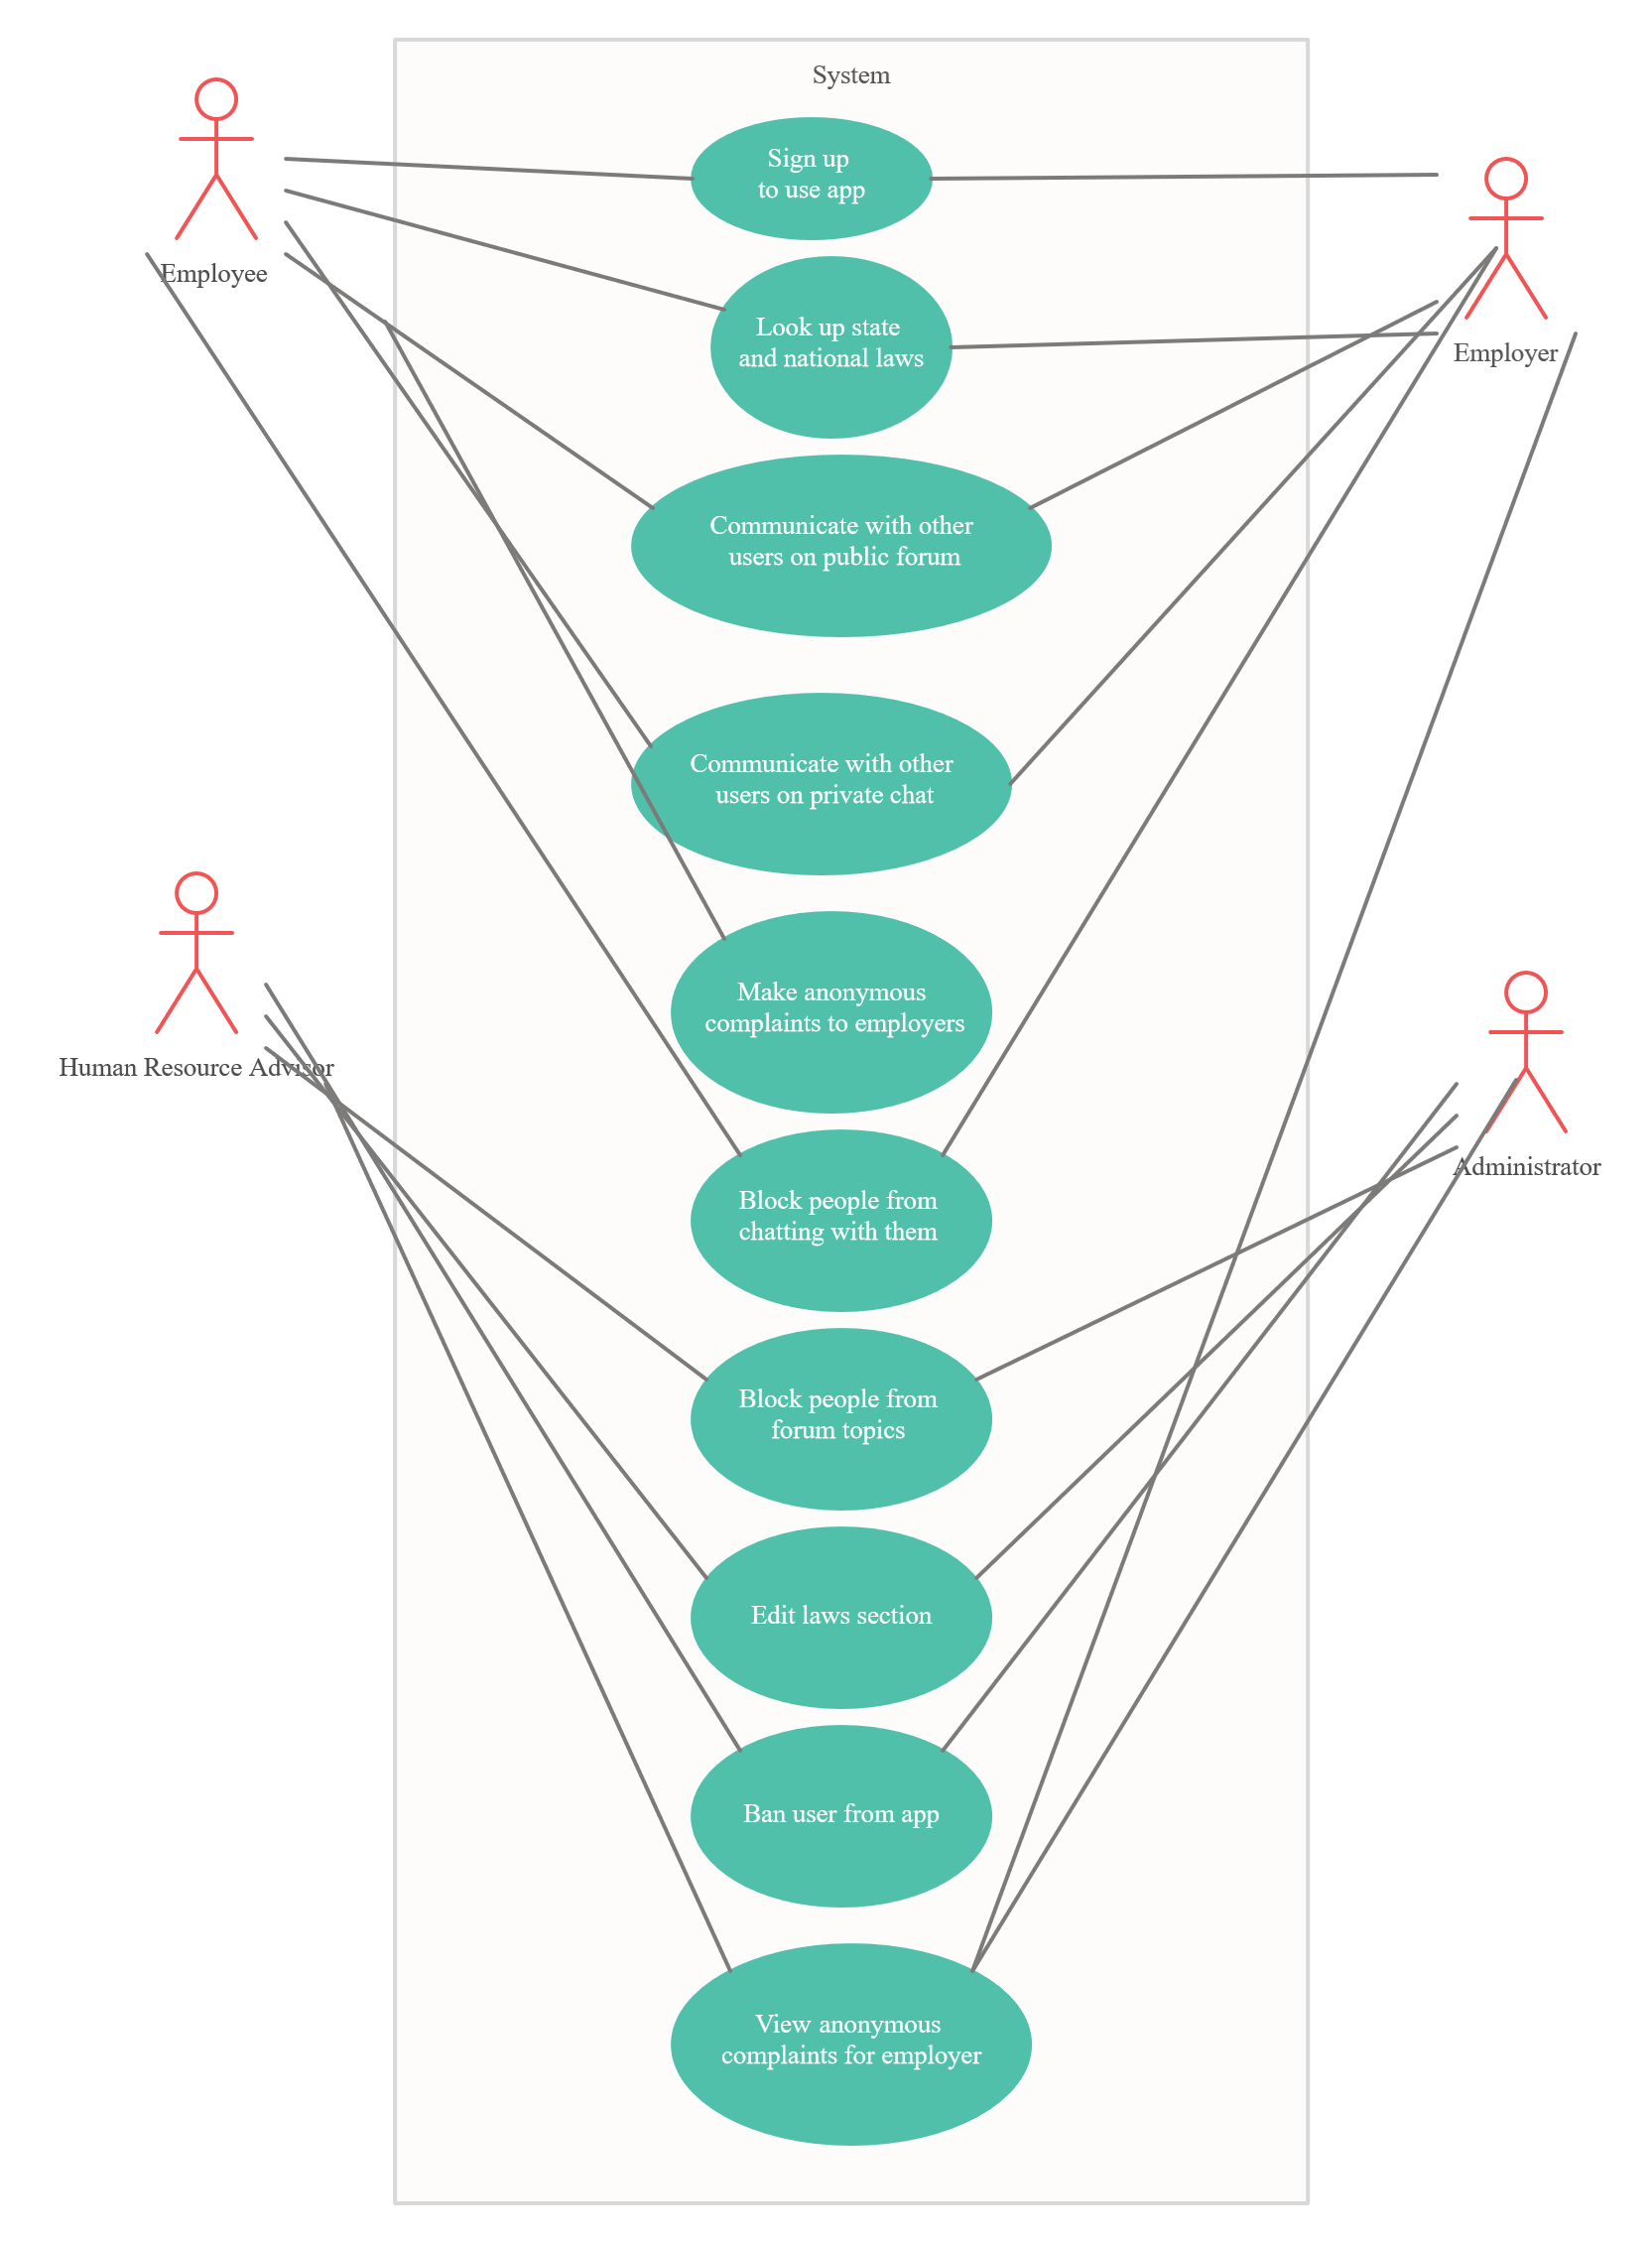 System
Sign up
to use app
Employee
Look up state
and national laws
Employer
Communicate with other
users on public forum
Communicate with other
users on private chat
Make anonymous
complaints to employers
Human Resource Advisor
Administrator
Block people from
chatting with them
Block people from
forum topics
Edit laws section
Ban user from app
View anonymous
complaints for employer